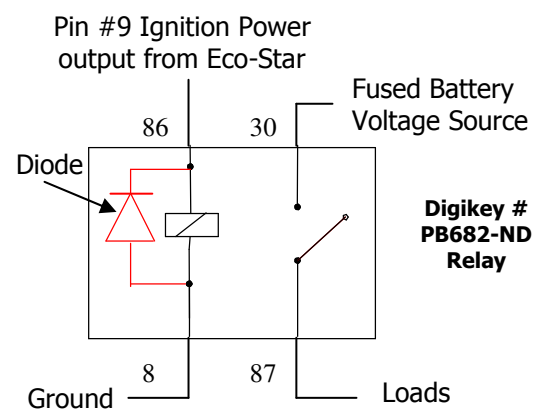 Pin #9 Ignition Power
output from Eco-Star
Fused Battery
Voltage Source
86
30
Diode
Digikey #
PB682-ND
Relay
8
87
Ground
Loads